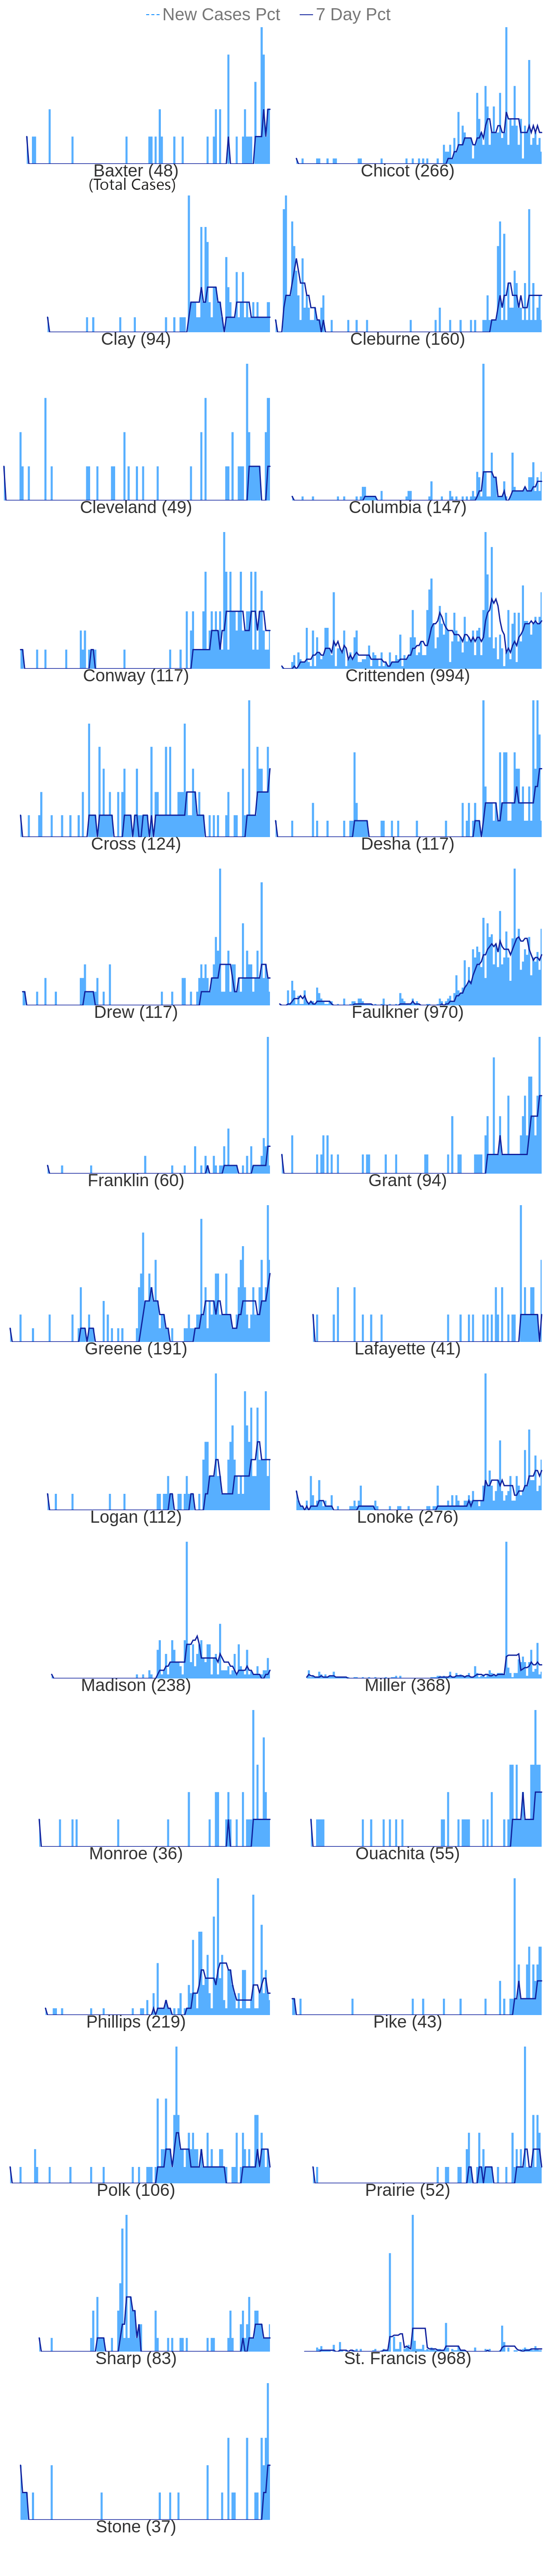 New Cases Pct 7 Day Pct
Baxter (48) Chicot (266)
(Total Cases)
Clay (94) Cleburne (160)
Cleveland (49) Columbia (147)
Conway (117) Crittenden (994)
Cross (124) Desha (117)
Drew (117) Faulkner (970)
Franklin (60) Grant (94)
Greene (191) Lafayette (41)
Logan (112) Lonoke (276)
Madison (238) Miller (368)
Monroe (36) Ouachita (55)
Phillips (219) Pike (43)
Polk (106) Prairie (52)
Sharp (83) St. Francis (968)
Stone (37)